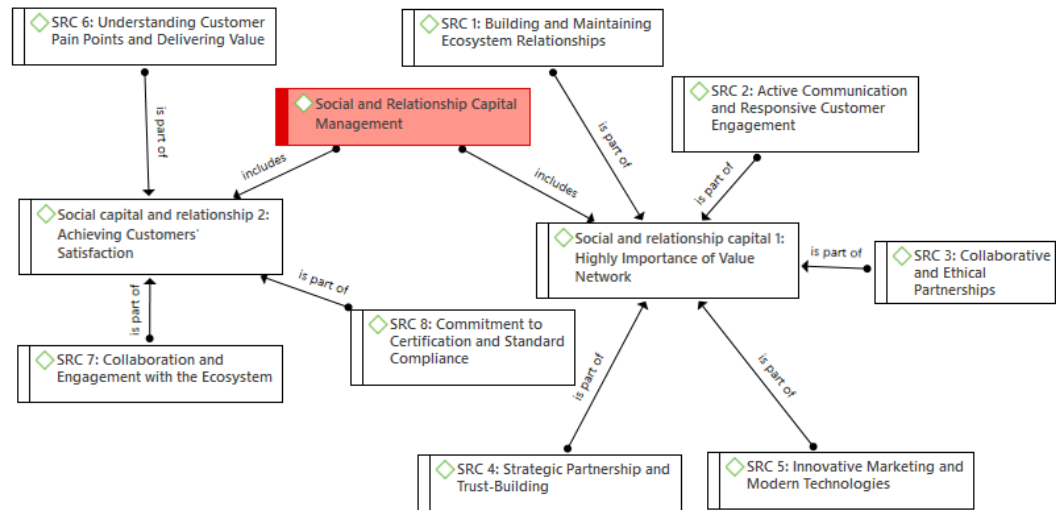 SRC 6: Understanding Customer
Pain Points and Delivering Value
SRC 1: Building and Maintaining
Ecosystem Relationships
Social and Relationship Capital
Management
SRC 2: Active Communication
and Responsive Customer
Engagement
is part of
includes
includes
is part of
is part of
Social capital and relationship 2:
Achieving Customers'
Satisfaction
Social and relationship capital 1:
Highly Importance of Value
Network
is part of
SRC 3: Collaborative
and Ethical
Partnerships
is part of
is part of
SRC 8: Commitment to
Certification and Standard
Compliance
SRC 7: Collaboration and
Engagement with the Ecosystem
is part of
is part of
SRC 4: Strategic Partnership and
Trust-Building
SRC 5: Innovative Marketing and
Modern Technologies